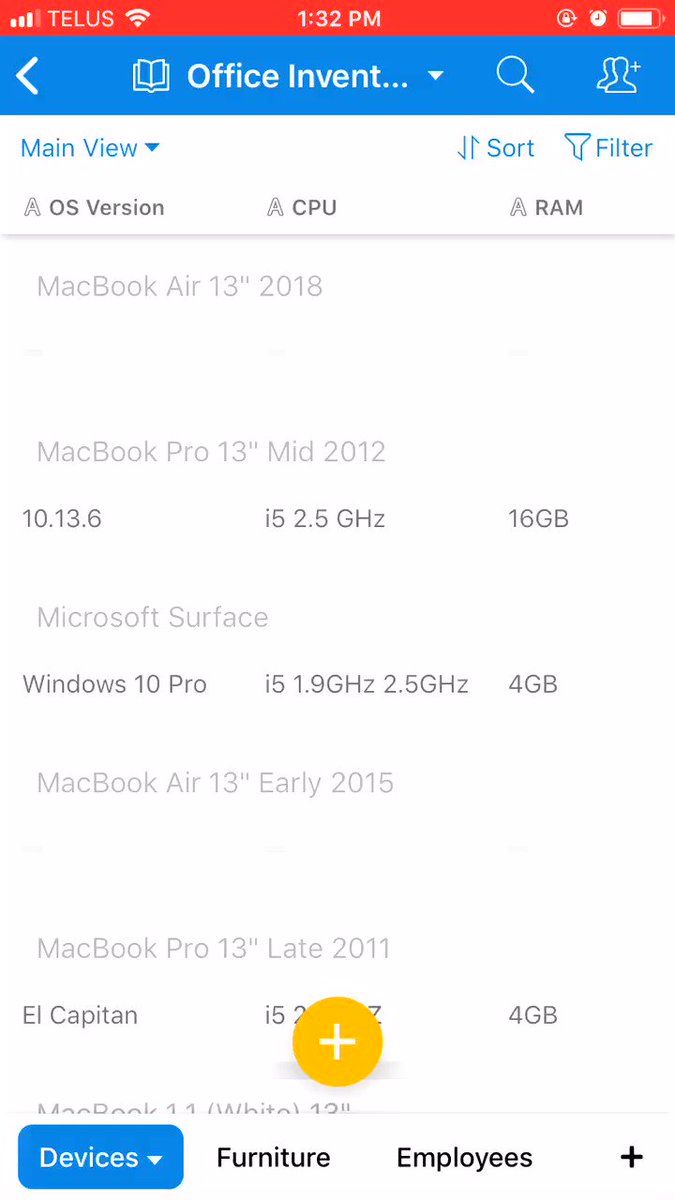 TELUS 1:32 PM
Office Invent...
Main View Sort Filter
A OS Version A CPU A RAM
MacBook Air 13" 2018
MacBook Pro 13" Mid 2012
10.13.6 i5 2.5 GHz 16GB
Microsoft Surface
Windows 10 Pro i5 1.9GHz 2.5GHz 4GB
MacBook Air 13" Early 2015
MacBook Pro 13" Late 2011
El Capitan i5 4GB
+
MacBook 1,1 (White) 13"
Devices Furniture Employees +